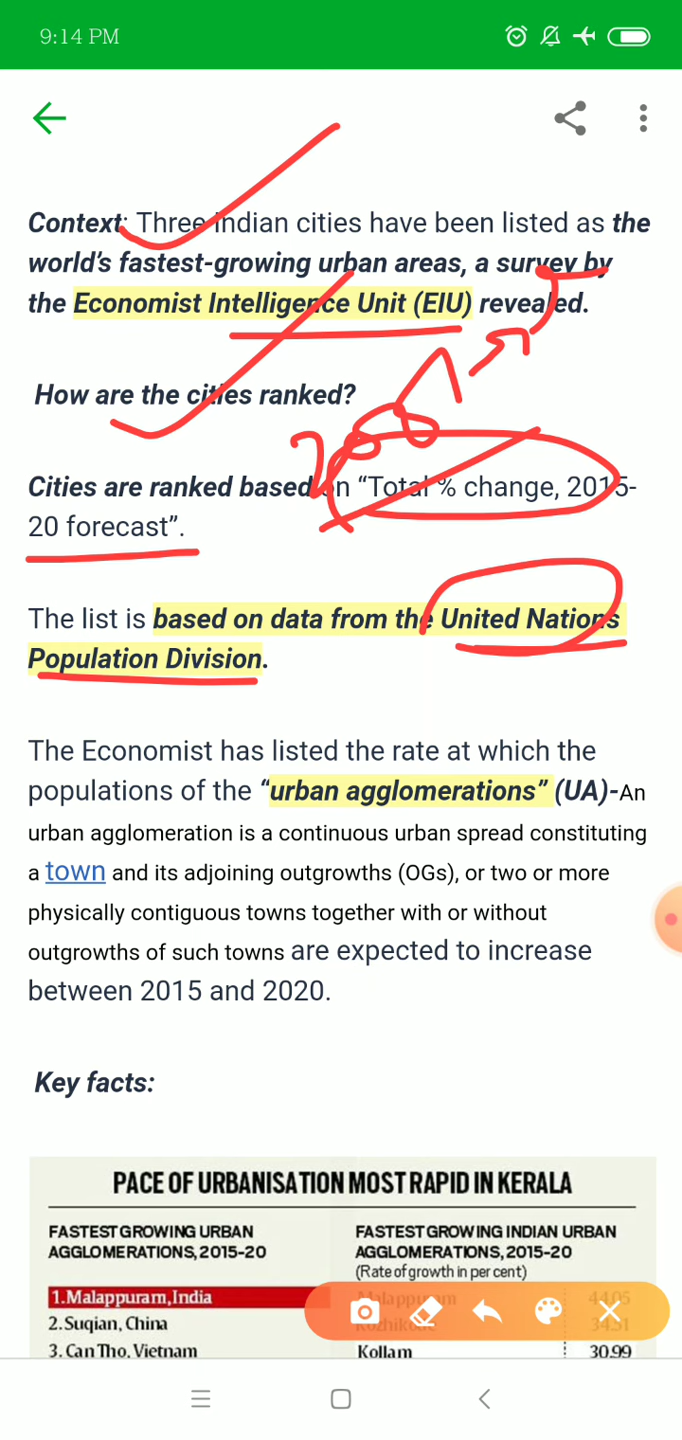 9:14 PM
Context: Three Indian cities have been listed as the
world's fastest-growing urban areas, a survey by
the Economist Intelligence Unit (EIU) revealed.
How are the cities ranked?
Cities are ranked based on “Total % change, 2015-
20 forecast”.
The list is based on data from the United Nations
Population Division.
The Economist has listed the rate at which the
populations of the “urban agglomerations” (UA)-An
urban agglomeration is a continuous urban spread constituting
a town and its adjoining outgrowths (OGs), or two or more
physically contiguous towns together with or without
outgrowths of such towns are expected to increase
between 2015 and 2020.
Key facts:
PACE OF URBANISATION MOST RAPID IN KERALA
FASTEST GROWING URBAN
AGGLOMERATIONS, 2015-20
1.Malappuram,India
2.Suqian, China
3. Can Tho, Vietnam
FASTEST GROWING INDIAN URBAN
AGGLOMERATIONS, 2015-20
(Rate of growth in per cent)
Malappuram 44.05
Kozhikode 34.51
Kollam 30.99